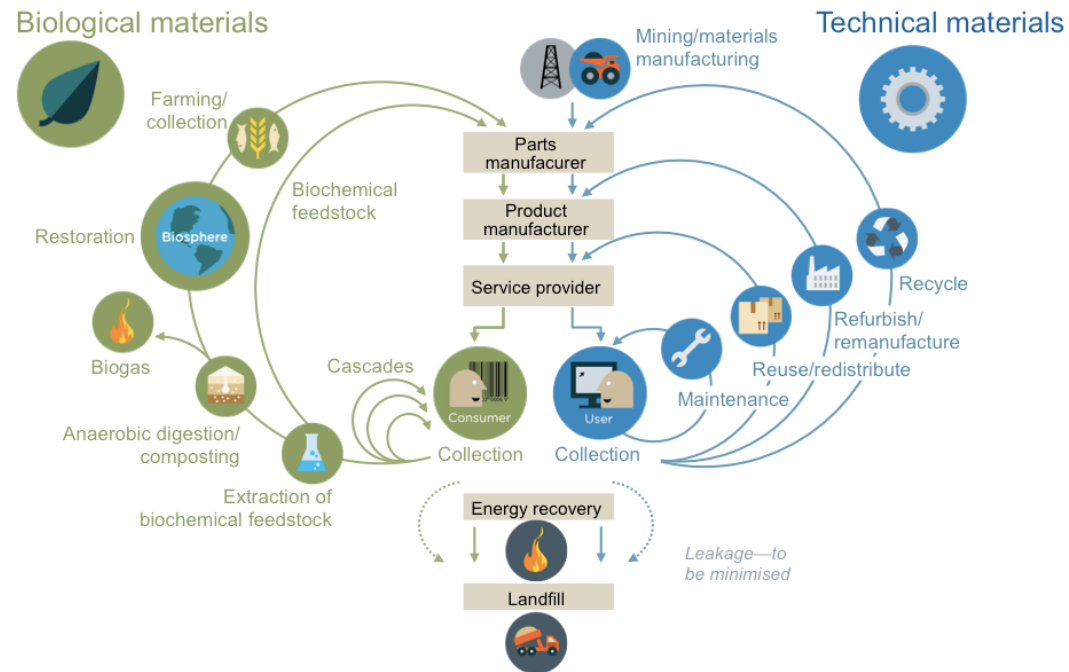 Biological materials
Technical materials
Mining/materials
manufacturing
Farming/
collection
Parts
manufacurer
Biochemical
feedstock
Product
manufacturer
Restoration
Biosphere
Service provider
Recycle
Refurbish/
remanufacture
Biogas
Cascades
Reuse/redistribute
Maintenance
Consumer
User
Anaerobic digestion/
composting
Collection
Collection
Extraction of
biochemical feedstock
Energy recovery
Leakage—to
be minimised
Landfill